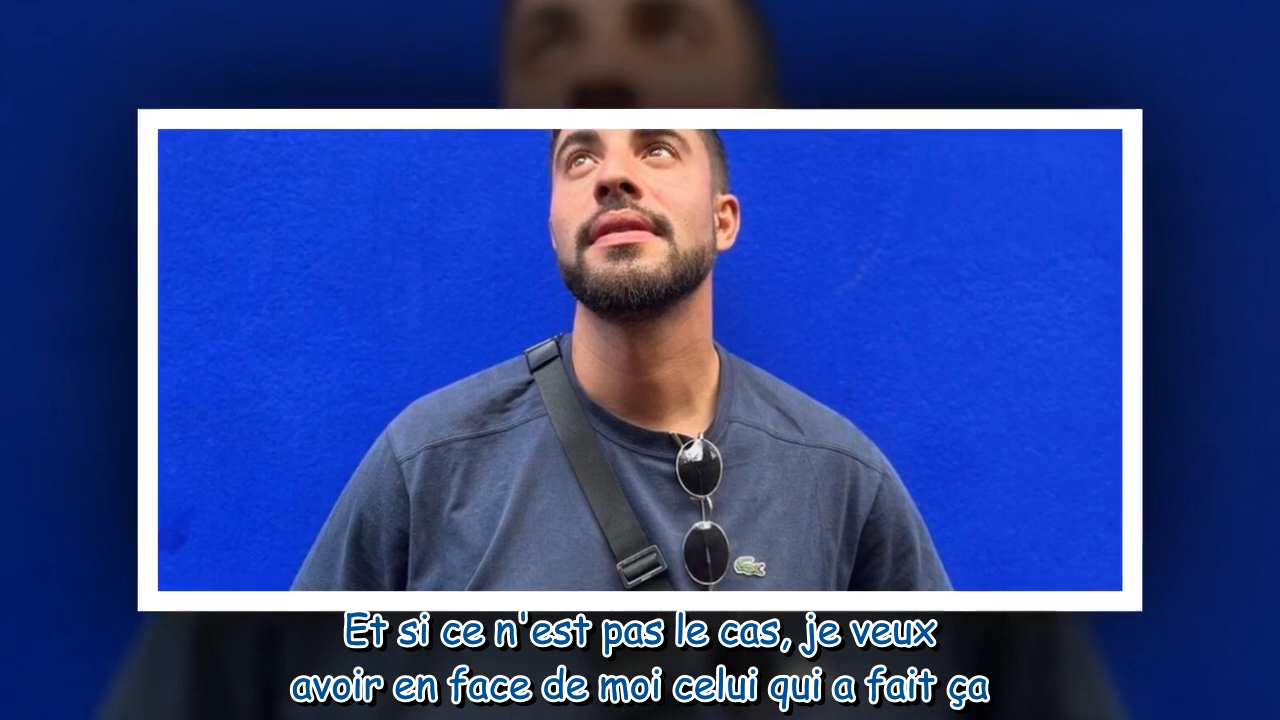 Et si ce n'est pas le cas, je veux
avoir en face de moi celui qui a fait ça